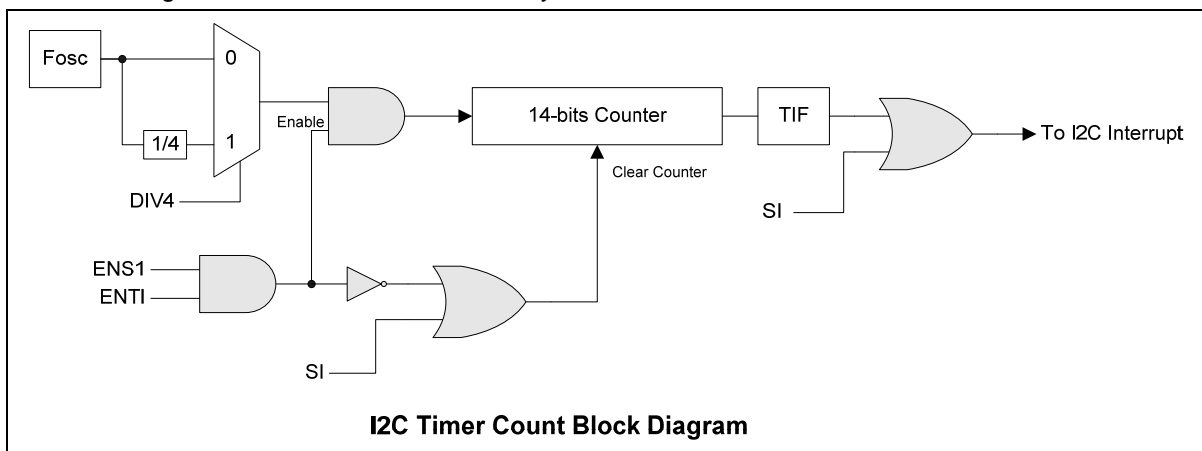 Fosc
0
1/4
1
DIV4
Enable
14-bits Counter
TIF
To I2C Interrupt
Clear Counter
SI
ENS1
ENTI
SI
I2C Timer Count Block Diagram